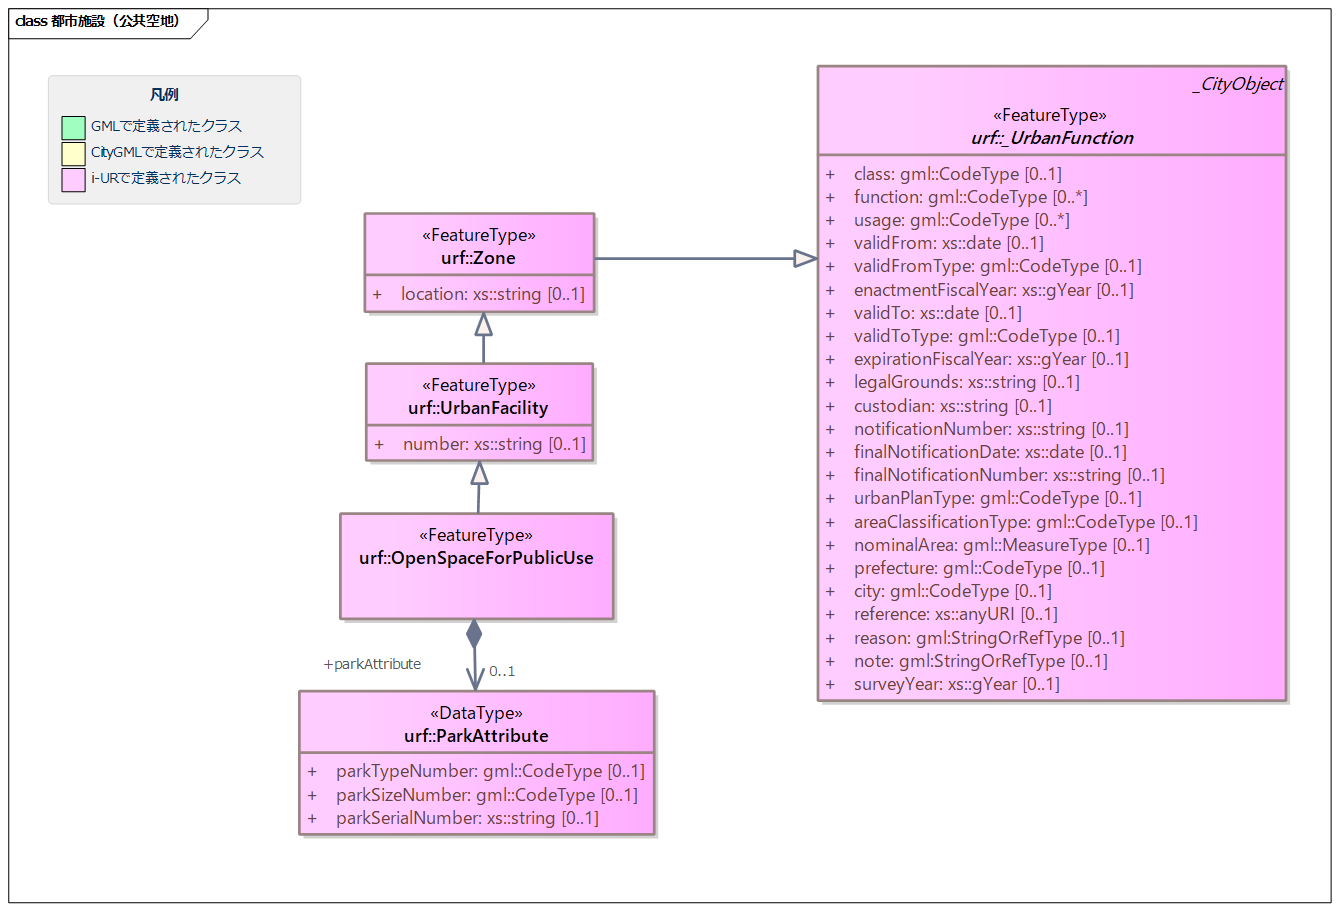 class 都市施設（公共空地）
凡例
GMLで定義されたクラス
CityGMLで定義されたクラス
i-URで定義されたクラス
_CityObject
«FeatureType»
urf::_UrbanFunction
+ class: gml::CodeType [0..1]
+ function: gml::CodeType [0..*]
+ usage: gml::CodeType [0..*]
+ validFrom: xs::date [0..1]
+ validFromType: gml::CodeType [0..1]
+ enactmentFiscalYear: xs::gYear [0..1]
+ validTo: xs::date [0..1]
+ validToType: gml::CodeType [0..1]
+ expirationFiscalYear: xs::gYear [0..1]
+ legalGrounds: xs::string [0..1]
+ custodian: xs::string [0..1]
+ notificationNumber: xs::string [0..1]
+ finalNotificationDate: xs::date [0..1]
+ finalNotificationNumber: xs::string [0..1]
+ urbanPlanType: gml::CodeType [0..1]
+ areaClassificationType: gml::CodeType [0..1]
+ nominalArea: gml::MeasureType [0..1]
+ prefecture: gml::CodeType [0..1]
+ city: gml::CodeType [0..1]
+ reference: xs::anyURI [0..1]
+ reason: gml:StringOrRefType [0..1]
+ note: gml:StringOrRefType [0..1]
+ surveyYear: xs::gYear [0..1]
«FeatureType»
urf::Zone
+ location: xs::string [0..1]
«FeatureType»
urf::UrbanFacility
+ number: xs::string [0..1]
«FeatureType»
urf::OpenSpaceForPublicUse
+parkAttribute
0..1
«DataType»
urf::ParkAttribute
+ parkTypeNumber: gml::CodeType [0..1]
+ parkSizeNumber: gml::CodeType [0..1]
+ parkSerialNumber: xs::string [0..1]